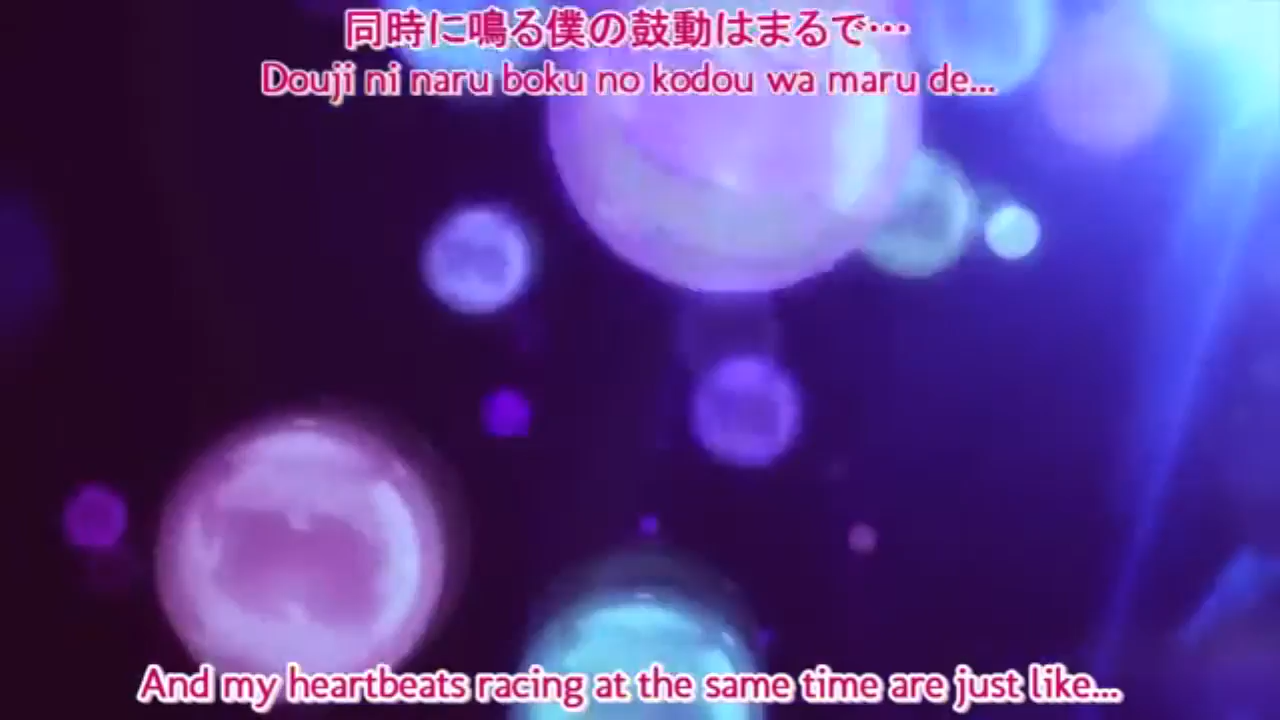 同時に鳴る僕の鼓動はまるで…
Douji ni naru boku no kodou wa maru de...
And my heartbeats racing at the same time are just like...